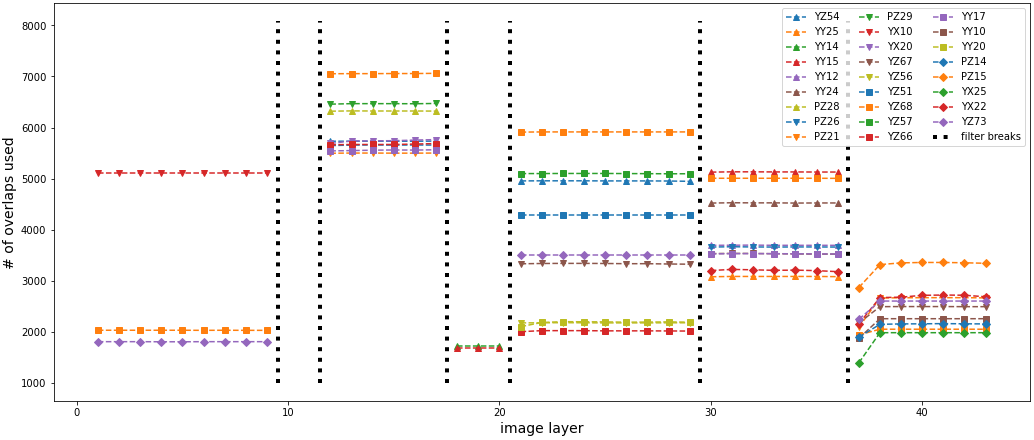 8000
7000
6000
5000
4000
3000
2000
1000
# of overlaps used
0
10
20
30
40
image layer
YZ54
YY25
YY14
YY15
YY12
YY24
PZ28
PZ26
PZ21
PZ29
YX10
YX20
YZ67
YZ56
YZ51
YZ68
YZ57
YZ66
YY17
YY10
YY20
PZ14
PZ15
YX25
YX22
YZ73
filter breaks